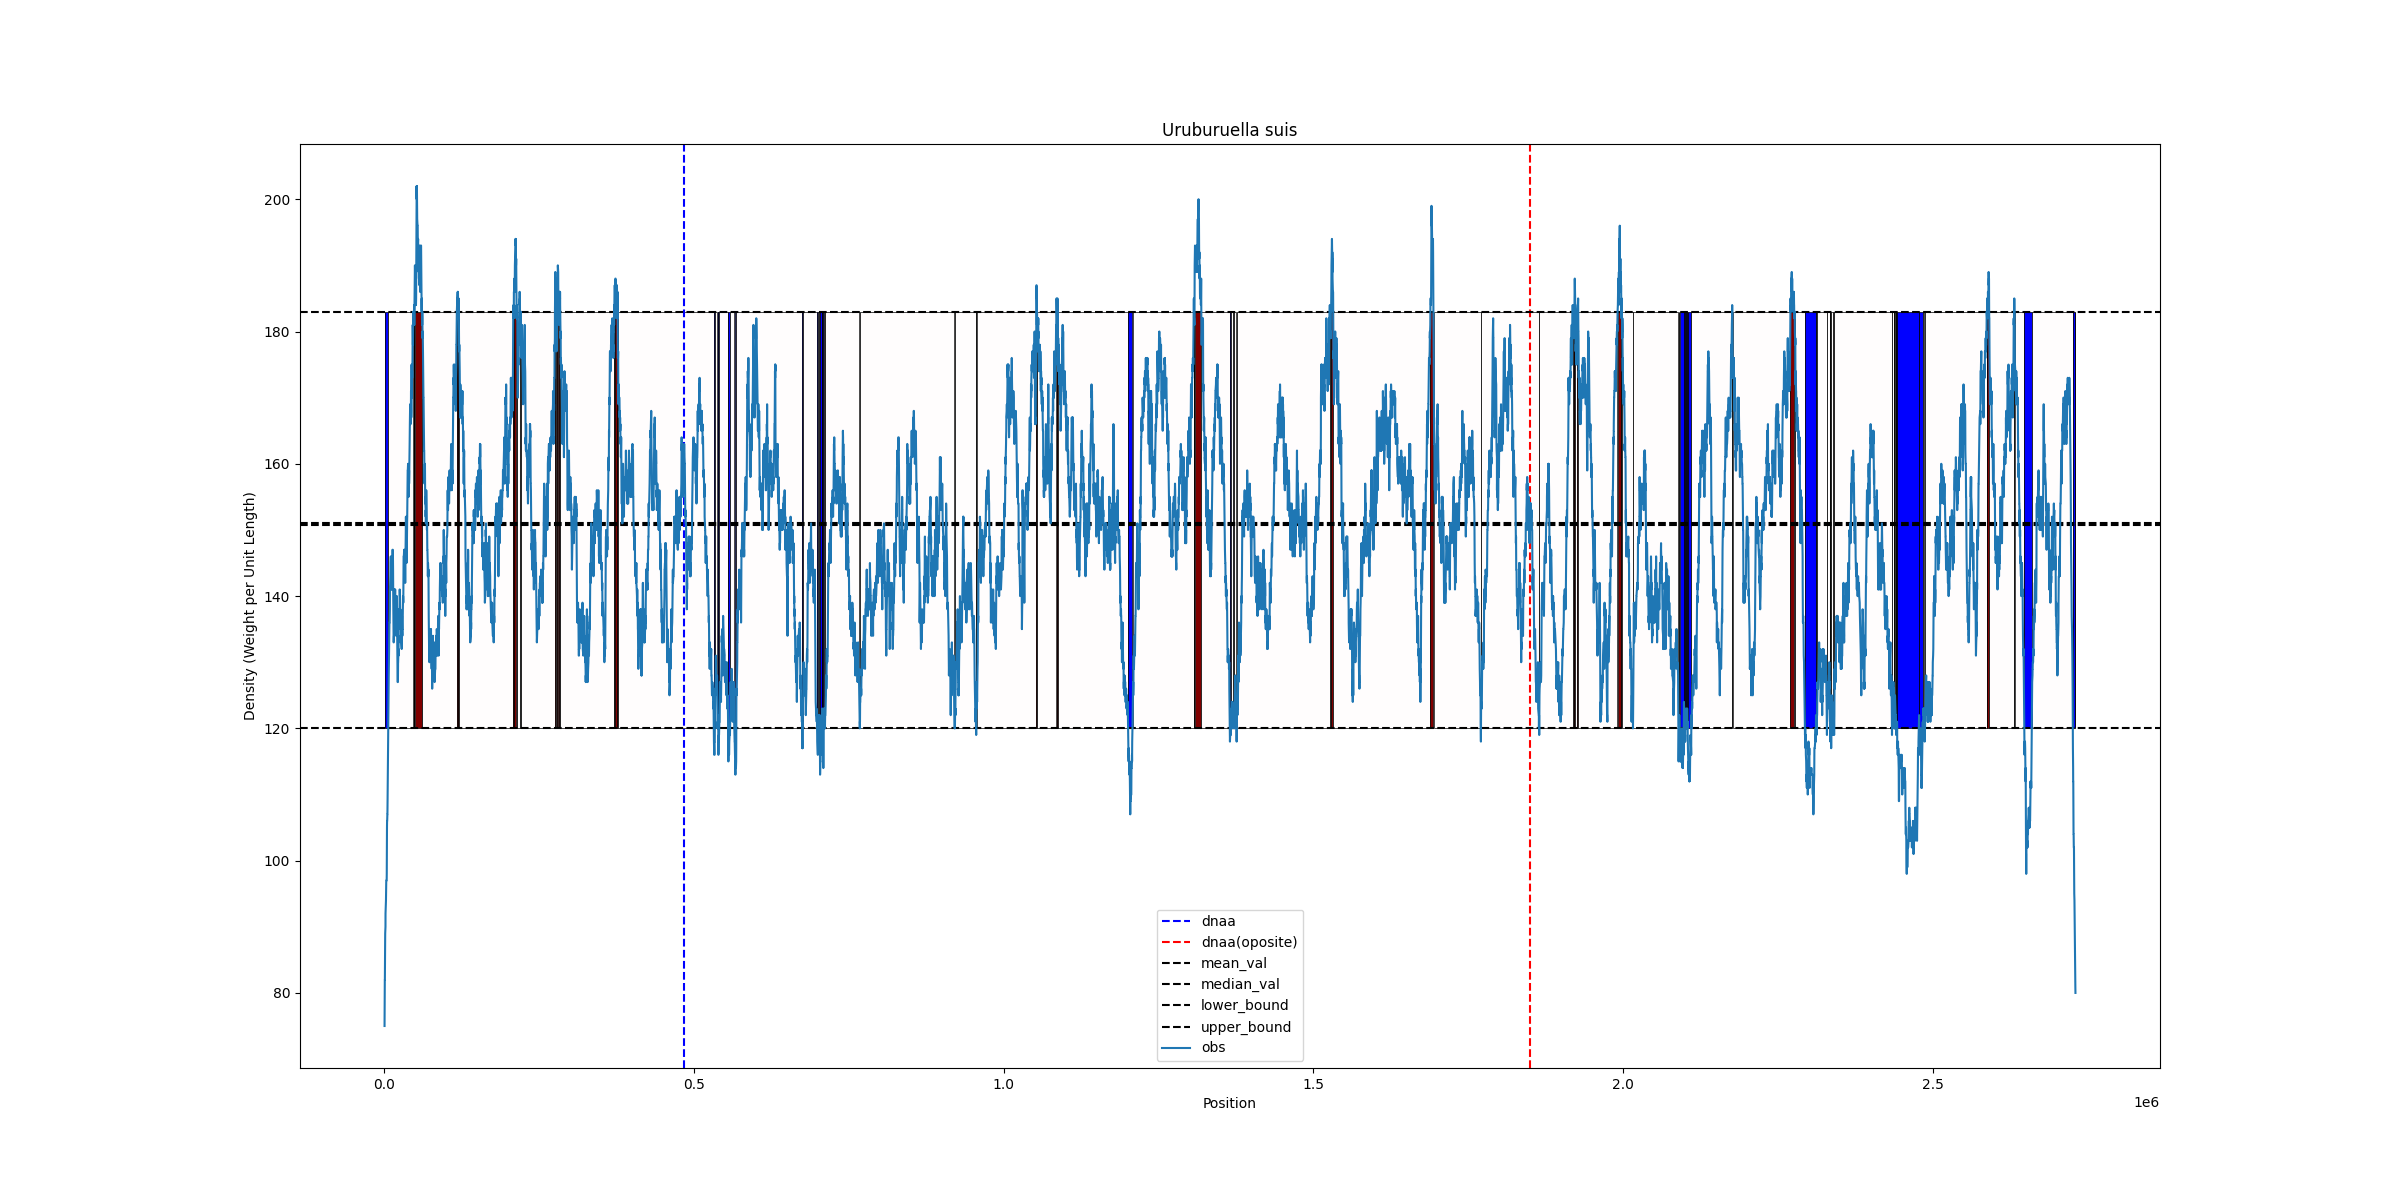 Uruburuella suis
Density (Weight per Unit Length)
200
180
160
140
120
100
80
dnaa
dnaa(oposite)
mean_val
median_val
lower_bound
upper_bound
obs
0.0 0.5 1.0 1.5 2.0 2.5
Position
1e6